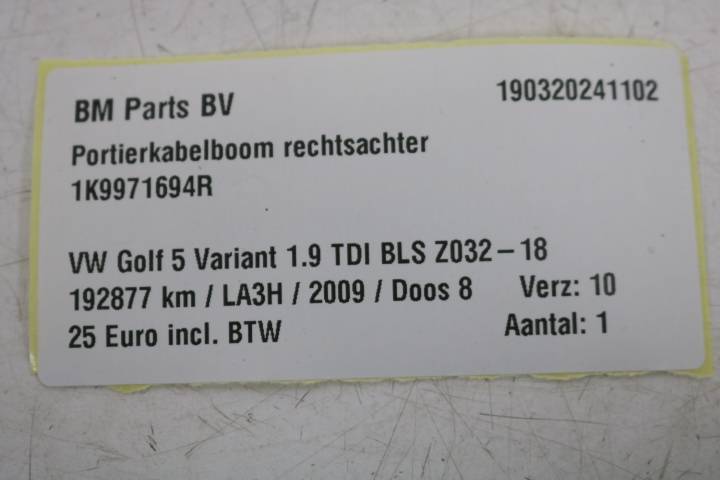 BM Parts BV 190320241102
Portierkabelboom rechtsachter
1K9971694R
VW Golf 5 Variant 1.9 TDI BLS Z032-18
192877 km / LA3H / 2009 / Doos 8 Verz: 10
25 Euro incl. BTW Aantal: 1